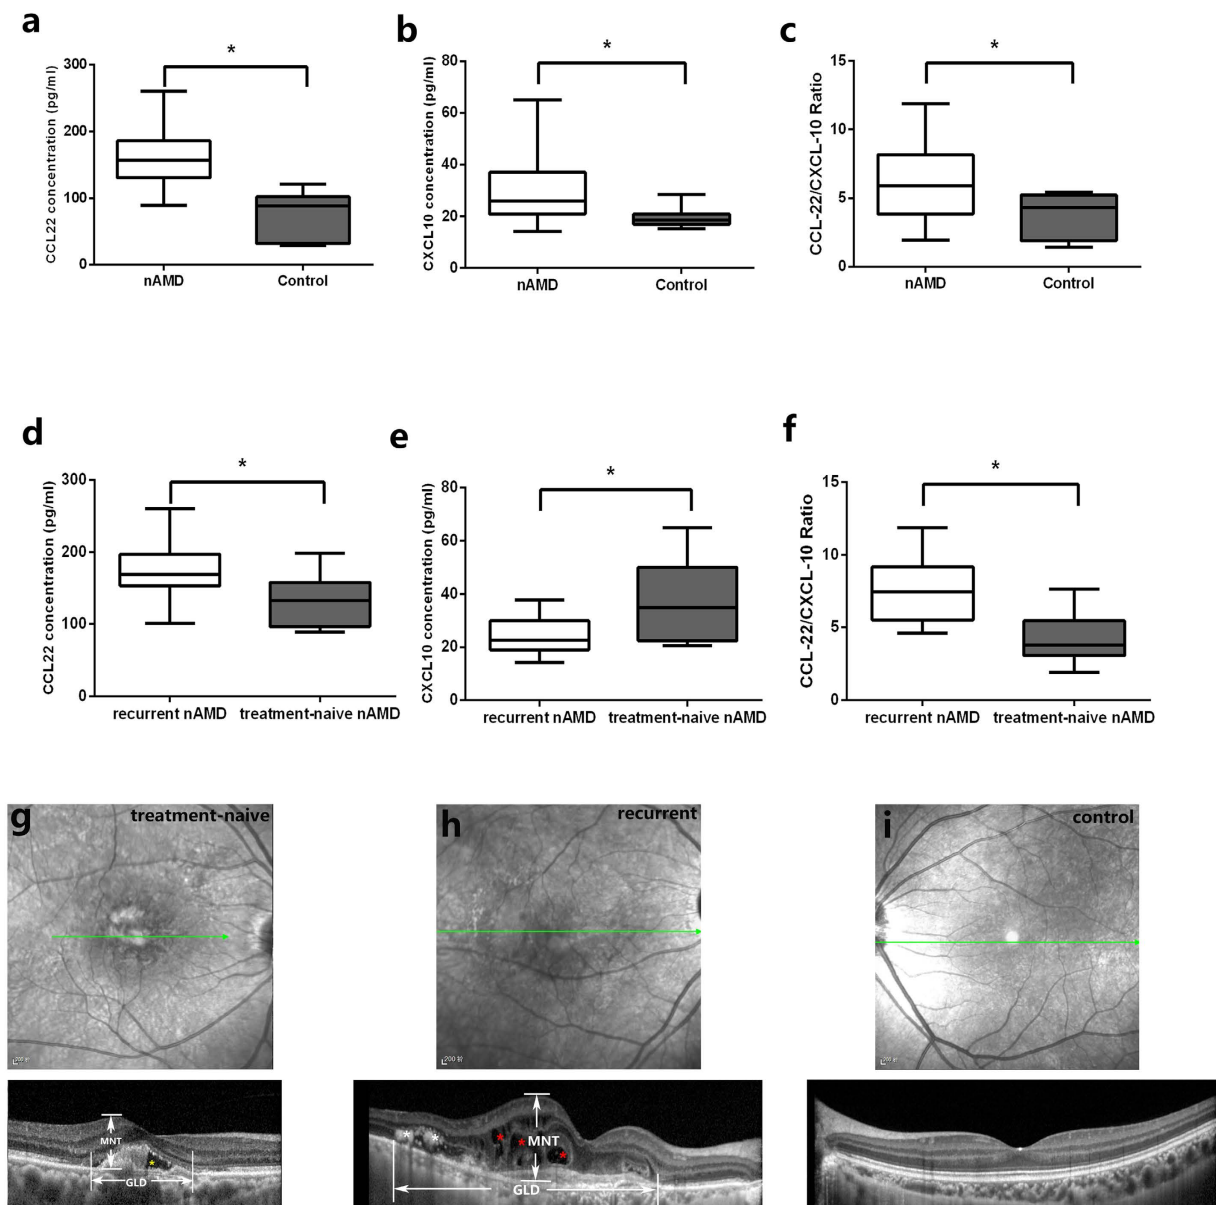 a
b
c
*
*
*
CCL22 concentration (pg/ml)
300
200
100
0
nAMD
Control
CXCL10 concentration (pg/ml)
80
60
40
20
0
nAMD
Control
CCL-22/CXCL-10 Ratio
15
10
5
0
nAMD
Control
d
e
f
*
*
*
CCL22 concentration (pg/ml)
300
200
100
0
recurrent nAMD
treatment-naive nAMD
CXCL10 concentration (pg/ml)
80
60
40
20
0
recurrent nAMD
treatment-naive nAMD
CCL-22/CXCL-10 Ratio
15
10
5
0
recurrent nAMD
treatment-naive nAMD
g
treatment-naive
h
recurrent
i
control
200
200
200
MNT
*
GLD
* *
* * MNT *
GLD